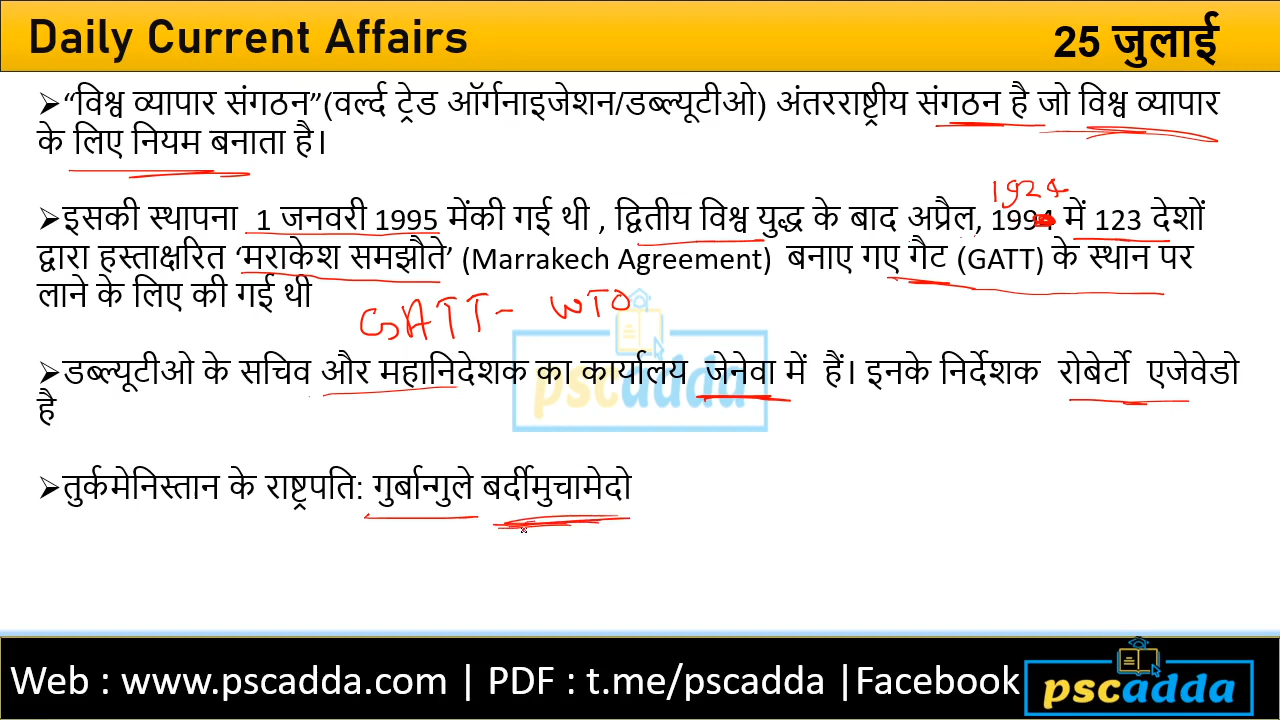 Daily Current Affairs
25 जुलाई
➢“विश्व व्यापार संगठन”(वर्ल्द ट्रेड ऑर्गनाइजेशन/डब्ल्यूटीओ) अंतरराष्ट्रीय संगठन है जो विश्व व्यापार
के लिए नियम बनाता है।
1924
➢इसकी स्थापना 1 जनवरी 1995 मेंकी गई थी , द्वितीय विश्व युद्ध के बाद अप्रैल, 1994 में 123 देशों
द्वारा हस्ताक्षरित ‘मराकेश समझौते’ (Marrakech Agreement) बनाए गए गैट (GATT) के स्थान पर
लाने के लिए की गई थी
GATT - WTO
➢डब्ल्यूटीओ के सचिव और महानिदेशक का कार्यालय जेनेवा में हैं। इनके निर्देशक रोबेर्टो एजेवेडो
है
pscadda
➢तुर्कमेनिस्तान के राष्ट्रपति: गुर्बान्गुले बर्दीमुचामेदो
Web : www.pscadda.com | PDF : t.me/pscadda |Facebook
pscadda